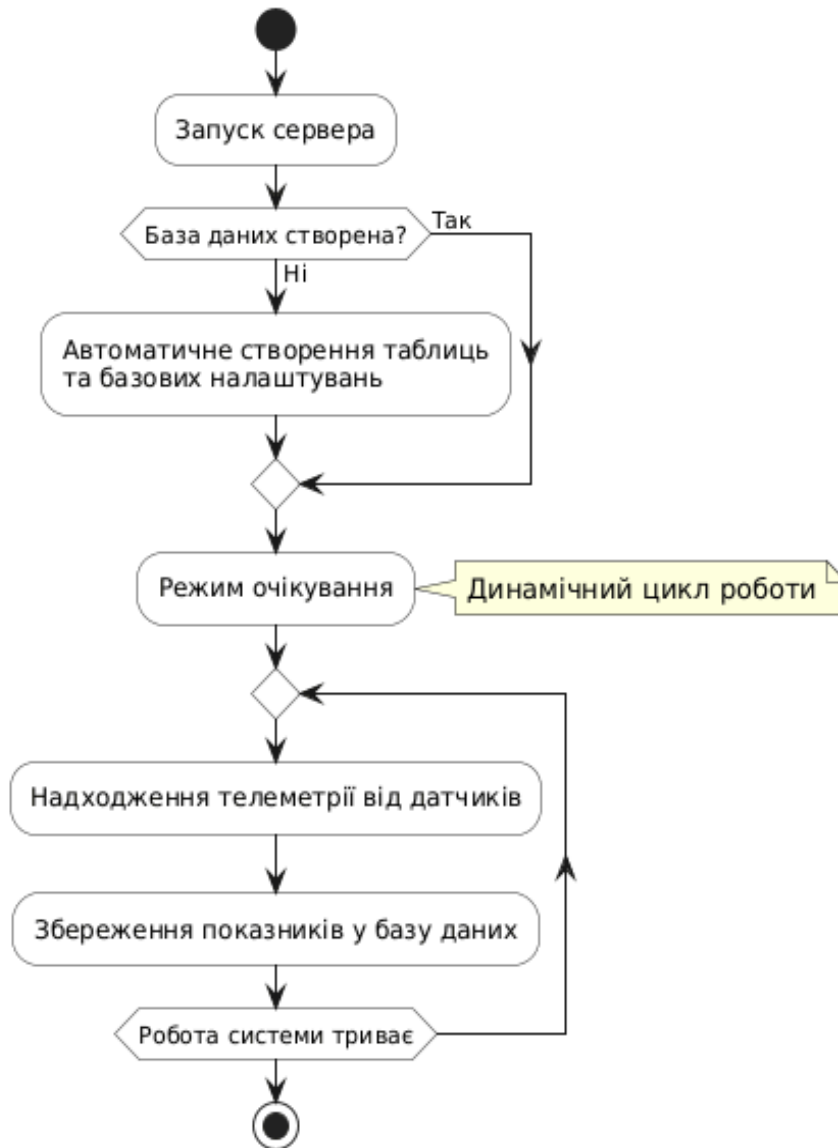 Запуск сервера
База даних створена?
Так
Ні
Автоматичне створення таблиць
та базових налаштувань
Режим очікування
Динамічний цикл роботи
Надходження телеметрії від датчиків
Збереження показників у базу даних
Робота системи триває